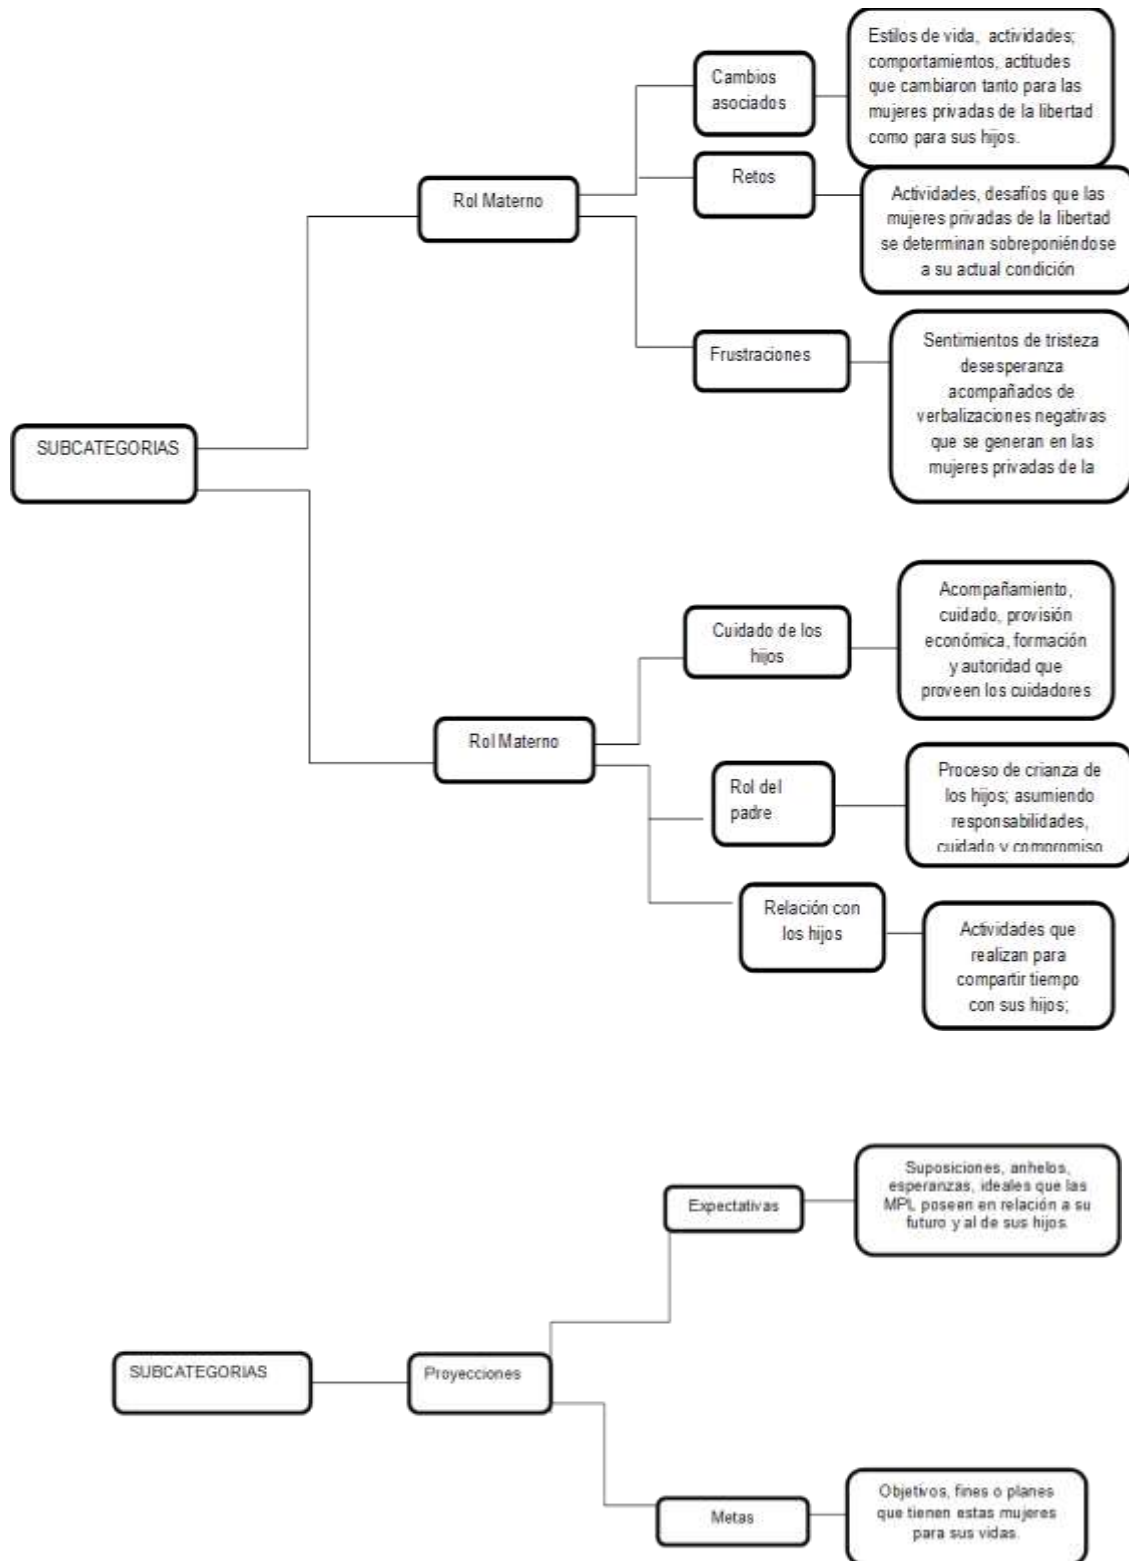 Cambios
asociados
Estilos de vida, actividades;
comportamientos, actitudes
que cambiaron tanto para las
mujeres privadas de la libertad
como para sus hijos.
Rol Materno
Retos
Actividades, desafíos que las
mujeres privadas de la libertad
se determinan sobreponiéndose
a su actual condición
Frustraciones
Sentimientos de tristeza
desesperanza
acompañados de
verbalizaciones negativas
que se generan en las
mujeres privadas de la
SUBCATEGORIAS
Cuidado de los
hijos
Acompañamiento,
cuidado, provisión
económica, formación
y autoridad que
proveen los cuidadores
Rol Materno
Rol del
padre
Proceso de crianza de
los hijos; asumiendo
responsabilidades,
cuidado y compromiso
Relación con
los hijos
Actividades que
realizan para
compartir tiempo
con sus hijos;
Expectativas
Suposiciones, anhelos,
esperanzas, ideales que las
MPL poseen en relación a su
futuro y al de sus hijos.
SUBCATEGORIAS
Proyecciones
Metas
Objetivos, fines o planes
que tienen estas mujeres
para sus vidas.